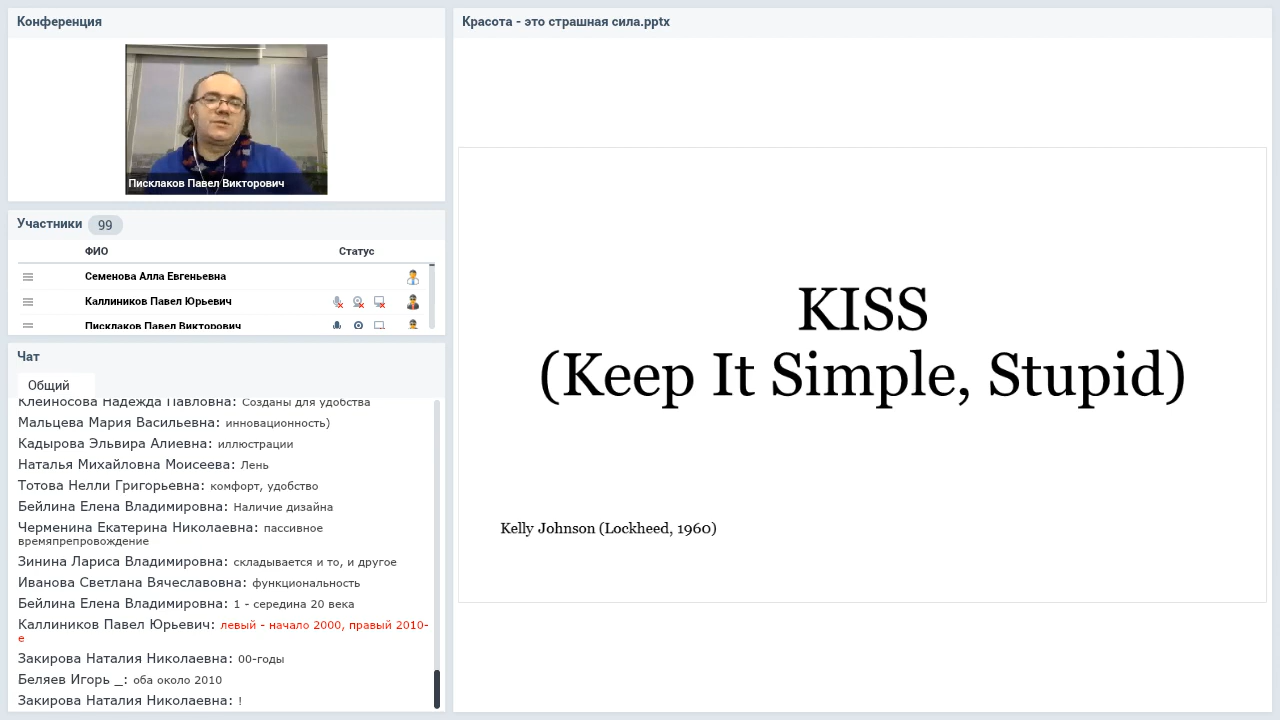 Конференция
Писклаков Павел Викторович
Участники 99
ФИО Статус
Семенова Алла Евгеньевна
Каллиников Павел Юрьевич
Писклаков Павел Викторович
Чат
Общий
Клейносова Надежда Павловна: Созданы для удобства
Мальцева Мария Васильевна: инновационность)
Кадырова Эльвира Алиевна: иллюстрации
Наталья Михайловна Моисеева: Лень
Тотова Нелли Григорьевна: комфорт, удобство
Бейлина Елена Владимировна: Наличие дизайна
Черменина Екатерина Николаевна: пассивное
времяпрепровождение
Зинина Лариса Владимировна: складывается и то, и другое
Иванова Светлана Вячеславовна: функциональность
Бейлина Елена Владимировна: 1 - середина 20 века
Каллиников Павел Юрьевич: левый - начало 2000, правый 2010-
е
Закирова Наталия Николаевна: 00-годы
Беляев Игорь _: оба около 2010
Закирова Наталия Николаевна: !
Красота - это страшная сила.pptx
KISS
(Keep It Simple, Stupid)
Kelly Johnson (Lockheed, 1960)